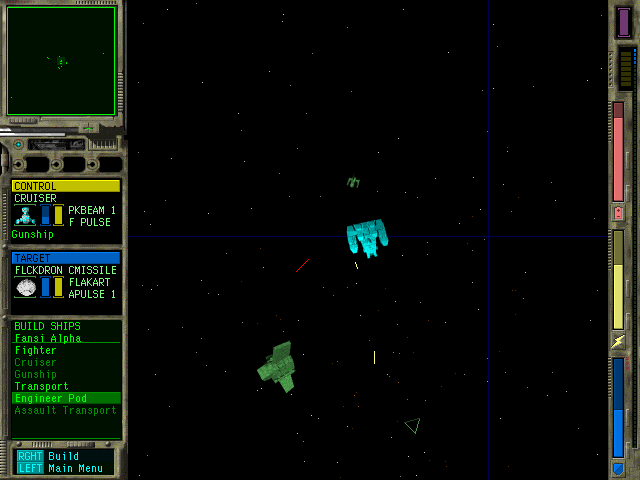 CONTROL
CRUISER
PKBEAM 1
F PULSE
Gunship
TARGET
FLCKDRON CMISSILE
FLAKART
APULSE 1
BUILD SHIPS
Fansi Alpha
Fighter
Cruiser
Gunship
Transport
Engineer Pod
Assault Transport
RGHT Build
LEFT Main Menu